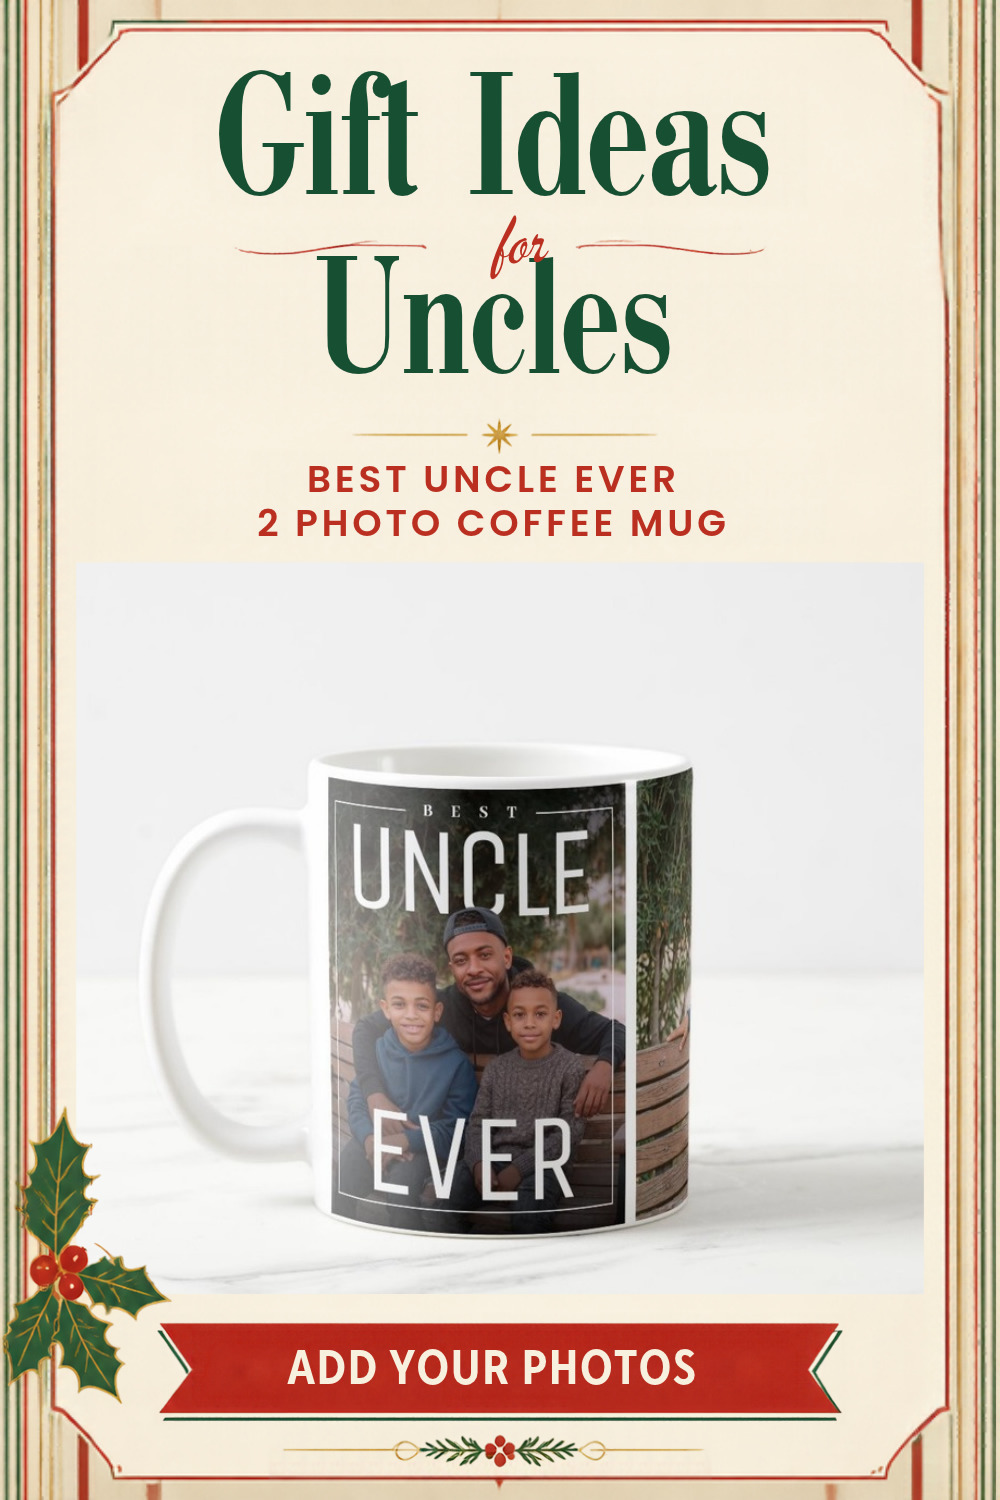 Gift Ideas
for
Uncles
BEST UNCLE EVER
2 PHOTO COFFEE MUG
BEST
UNCLE
EVER
ADD YOUR PHOTOS